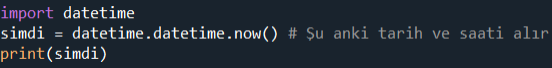 import datetime
simdi = datetime.datetime.now() # Şu anki tarih ve saati alır
print(simdi)